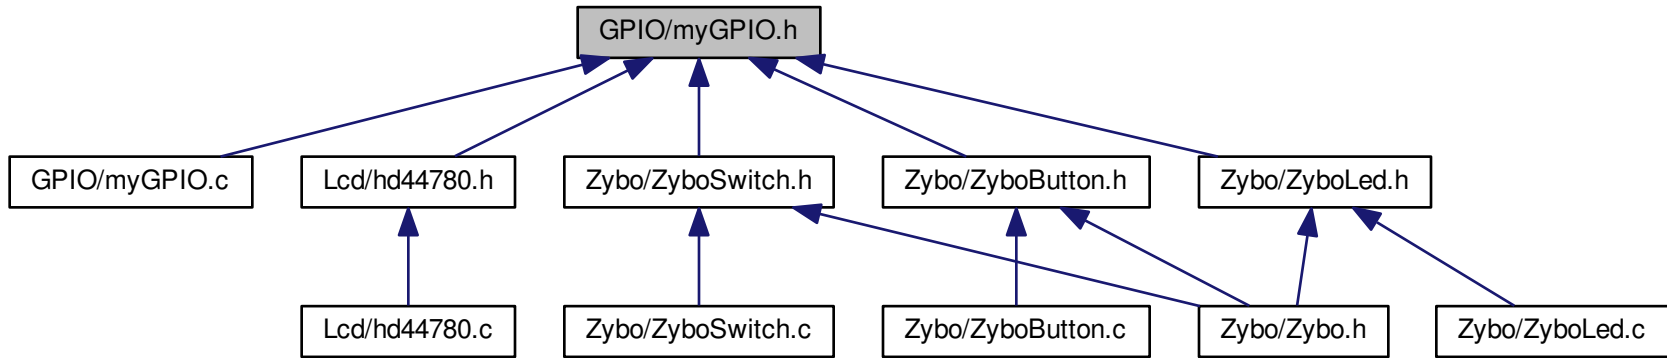 GPIO/myGPIO.h
GPIO/myGPIO.c
Lcd/hd44780.h
Zybo/ZyboSwitch.h
Zybo/ZyboButton.h
Zybo/ZyboLed.h
Lcd/hd44780.c
Zybo/ZyboSwitch.c
Zybo/ZyboButton.c
Zybo/Zybo.h
Zybo/ZyboLed.c